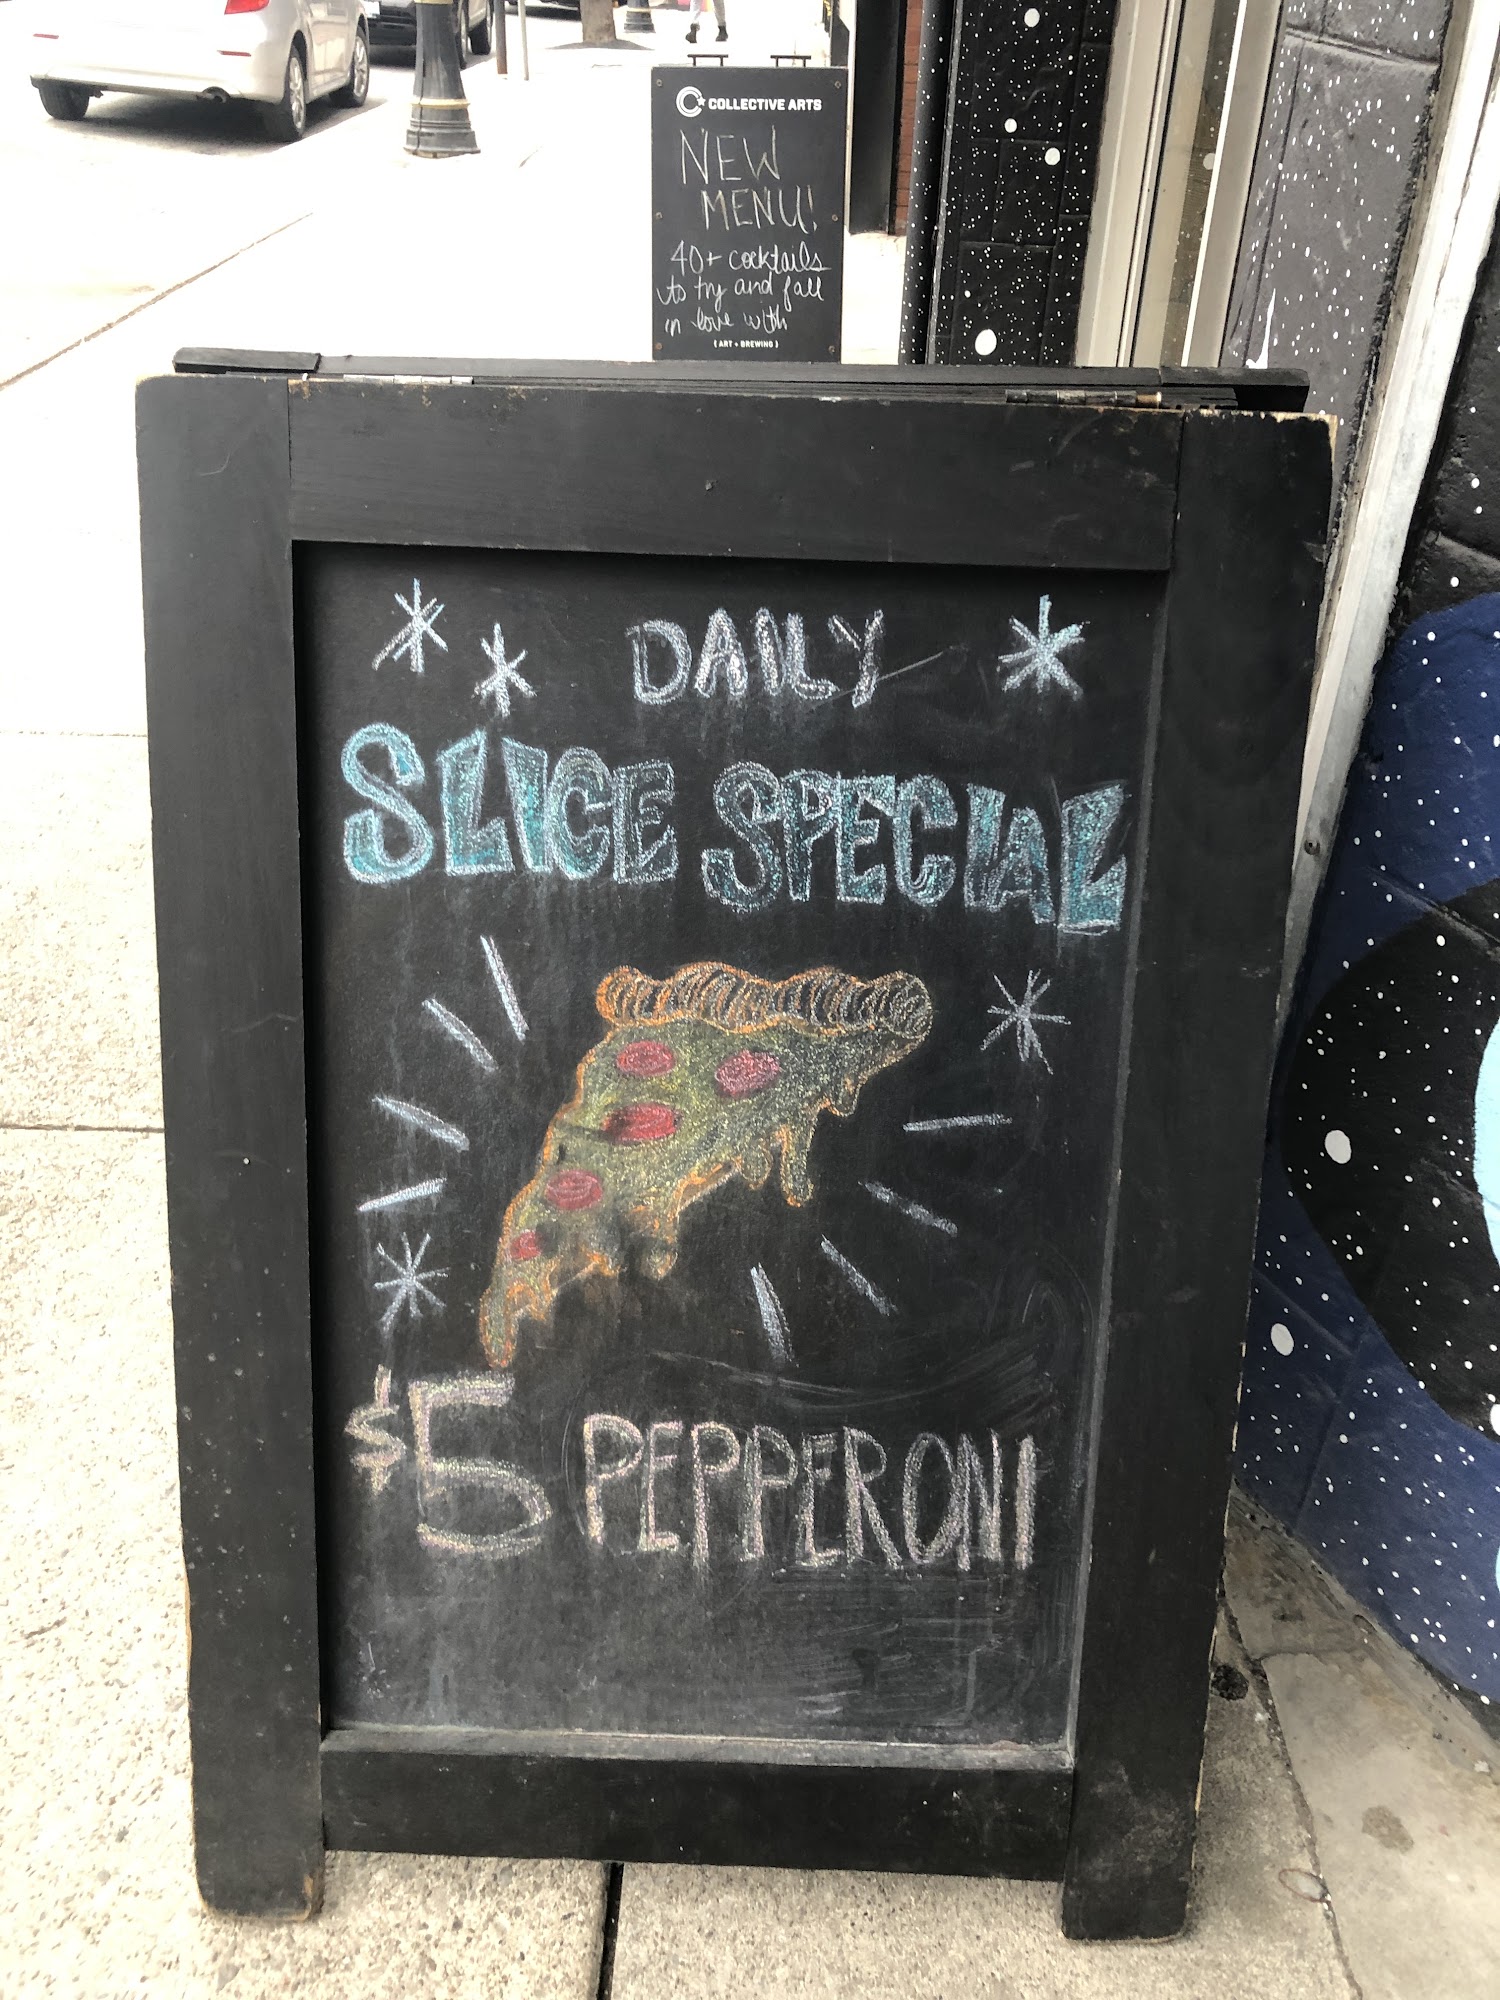 COLLECTIVE ARTS
NEW
MENU!
40+ cocktails
to try and fall
in love with
(ART + BREWING)
DAILY
SLICE SPECIAL
$5 PEPPERONI